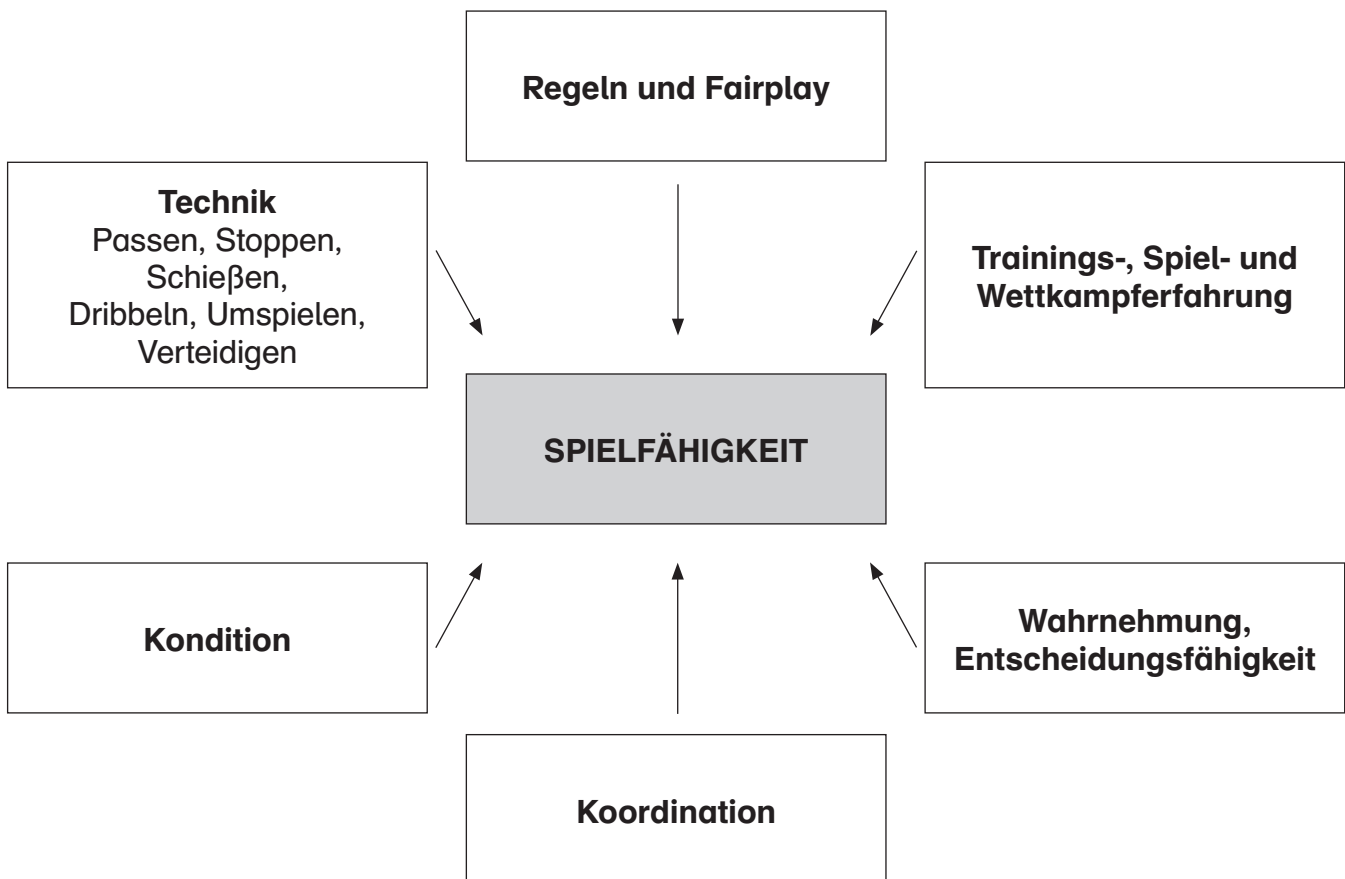 Regeln und Fairplay
Technik
Passen, Stoppen,
Schießen,
Dribbeln, Umspielen,
Verteidigen
Trainings-, Spiel- und
Wettkampferfahrung
SPIELFÄHIGKEIT
Kondition
Wahrnehmung,
Entscheidungsfähigkeit
Koordination